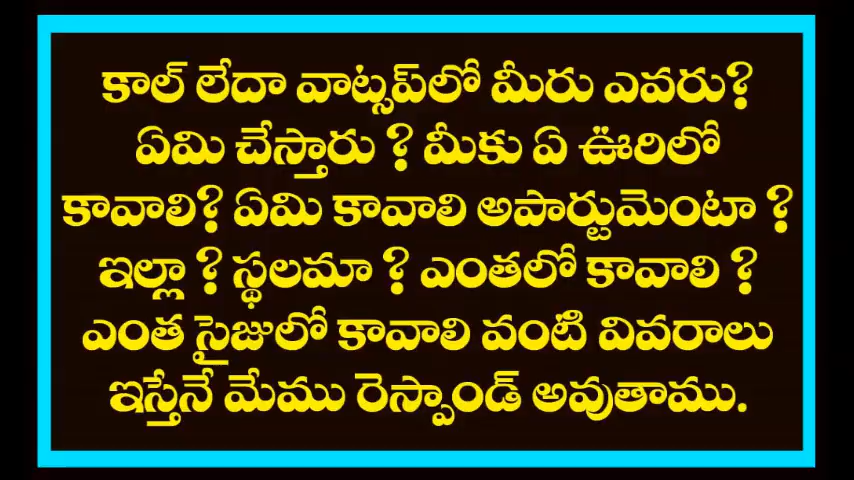 కాల్ లేదా వాట్సప్‌లో మీరు ఎవరు?
ఏమి చేస్తారు ? మీకు ఏ ఊరిలో
కావాలి? ఏమి కావాలి అపార్టుమెంటా ?
ఇల్లా ? స్థలమా ? ఎంతలో కావాలి ?
ఎంత సైజులో కావాలి వంటి వివరాలు
ఇస్తేనే మేము రెస్పాండ్ అవుతాము.